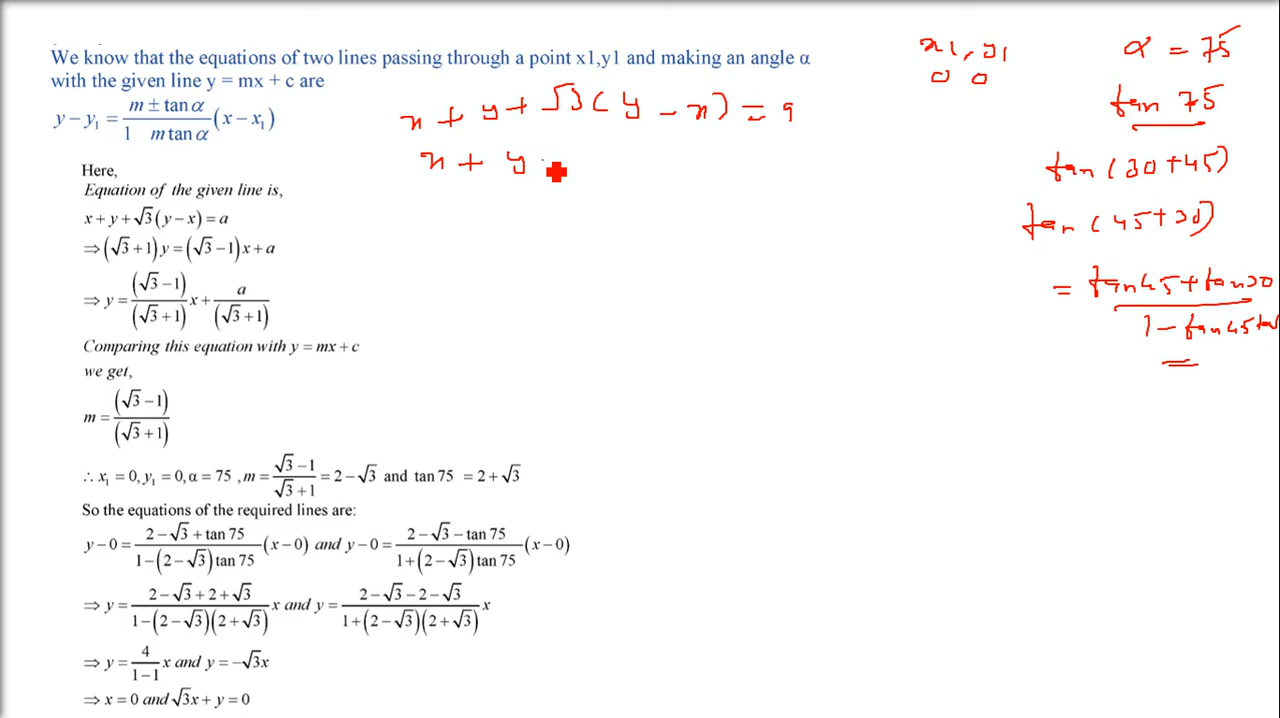 We know that the equations of two lines passing through a point x1,y1 and making an angle α
with the given line y = mx + c are
y − y₁ = (m ± tan α)/(1 m tan α) (x − x₁)
Here,
Equation of the given line is,
x + y + √3(y − x) = a
⇒ (√3 + 1)y = (√3 − 1)x + a
⇒ y = (√3 − 1)/(√3 + 1) x + a/(√3 + 1)
Comparing this equation with y = mx + c
we get,
m = (√3 − 1)/(√3 + 1)
∴ x₁ = 0, y₁ = 0, α = 75 , m = (√3 − 1)/(√3 + 1) = 2 − √3 and tan 75 = 2 + √3
So the equations of the required lines are:
y − 0 = (2 − √3 + tan 75)/(1 − (2 − √3) tan 75) (x − 0) and y − 0 = (2 − √3 − tan 75)/(1 + (2 − √3) tan 75) (x − 0)
⇒ y = (2 − √3 + 2 + √3)/(1 − (2 − √3)(2 + √3)) x and y = (2 − √3 − 2 − √3)/(1 + (2 − √3)(2 + √3)) x
⇒ y = 4/(1 − 1) x and y = −√3x
⇒ x = 0 and √3x + y = 0
x + y + √3(y − x) = a
x + y
x1, y1
0 0
α = 75
tan 75
tan(30+45)
tan(45+30)
= (tan45 + tan30)/(1 − tan45 tan
=